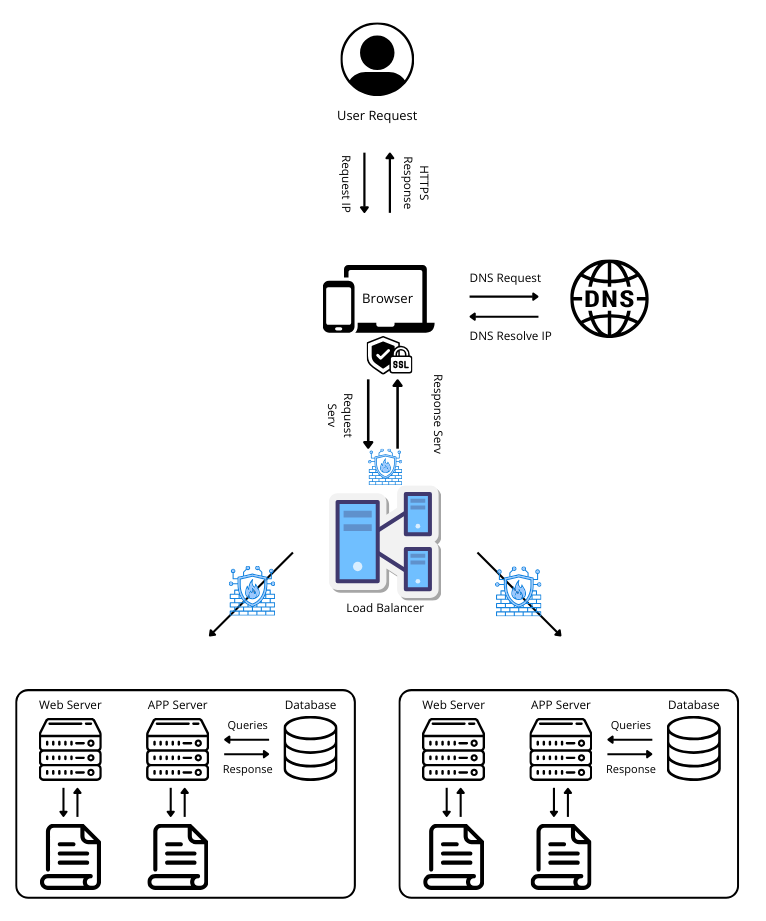 User Request
Request IP
HTTPS
Response
Browser
DNS Request
DNS
DNS Resolve IP
SSL
Request
Serv
Response Serv
Load Balancer
Web Server
APP Server
Database
Queries
Response
Web Server
APP Server
Database
Queries
Response